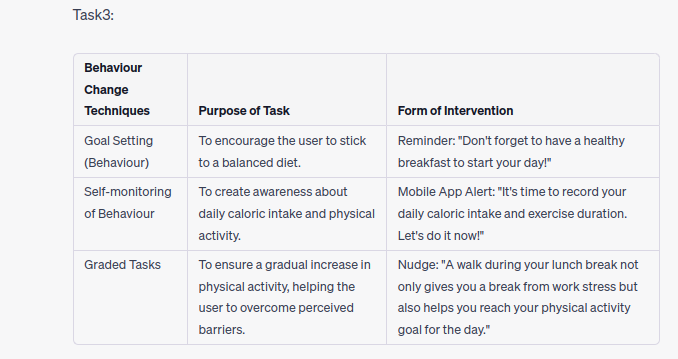 Task3:
Behaviour
Change
Techniques
Purpose of Task
Form of Intervention
Goal Setting
(Behaviour)
To encourage the user to stick
to a balanced diet.
Reminder: "Don't forget to have a healthy
breakfast to start your day!"
Self-monitoring
of Behaviour
To create awareness about
daily caloric intake and physical
activity.
Mobile App Alert: "It's time to record your
daily caloric intake and exercise duration.
Let's do it now!"
Graded Tasks
To ensure a gradual increase in
physical activity, helping the
user to overcome perceived
barriers.
Nudge: "A walk during your lunch break not
only gives you a break from work stress but
also helps you reach your physical activity
goal for the day."